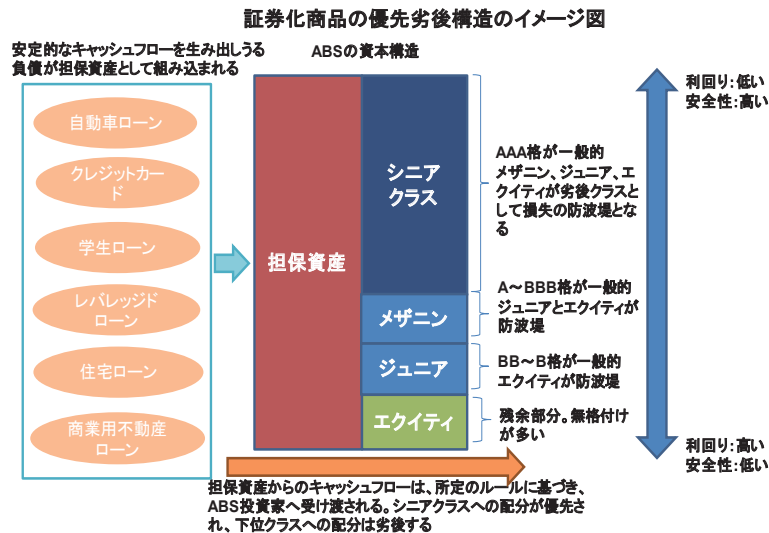 証券化商品の優先劣後構造のイメージ図
安定的なキャッシュフローを生み出しうる
負債が担保資産として組み込まれる
自動車ローン
クレジットカー
ド
学生ローン
レバレッジド
ローン
住宅ローン
商業用不動産
ローン
ABSの資本構造
担保資産
シニア
クラス
メザニン
ジュニア
エクイティ
AAA格が一般的
メザニン、ジュニア、エ
クイティが劣後クラスと
して損失の防波堤とな
る
A～BBB格が一般的
ジュニアとエクイティが
防波堤
BB～B格が一般的
エクイティが防波堤
残余部分。無格付け
が多い
利回り：低い
安全性：高い
利回り：高い
安全性：低い
担保資産からのキャッシュフローは、所定のルールに基づき、
ABS投資家へ受け渡される。シニアクラスへの配分が優先さ
れ、下位クラスへの配分は劣後する